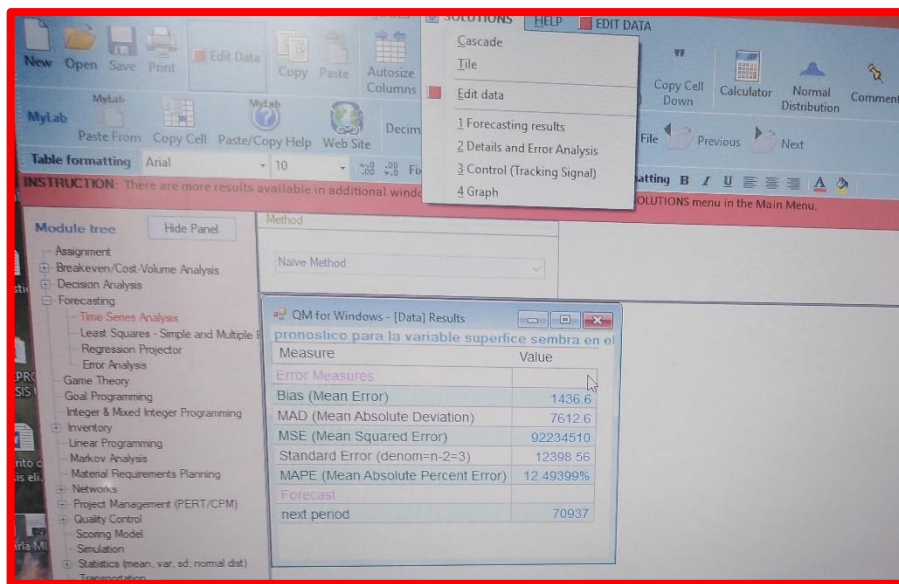 SOLUTIONS HELP EDIT DATA
New Open Save Print Edit Data Copy Paste Autosize Columns
Cascade
Tile
Edit data
1 Forecasting results
2 Details and Error Analysis
3 Control (Tracking Signal)
4 Graph
Copy Cell Down Calculator Normal Distribution Comment
MyLab MyLab Paste From Copy Cell MyLab Paste/Copy Help Web Site Decim
File Previous Next
Table formatting Arial 10
atting B I U A
INSTRUCTION: There are more results available in additional windo
OLUTIONS menu in the Main Menu.
Module tree Hide Panel
Assignment
Breakeven/Cost-Volume Analysis
Decision Analysis
Forecasting
Time Series Analysis
Least Squares - Simple and Multiple
Regression Projector
Error Analysis
Game Theory
Goal Programming
Integer & Mixed Integer Programming
Inventory
Linear Programming
Markov Analysis
Material Requirements Planning
Networks
Project Management (PERT/CPM)
Quality Control
Scoring Model
Simulation
Statistics (mean, var, sd, normal dist)
Transportation
Method
Naive Method
QM for Windows - [Data] Results
pronostico para la variable superfice sembra en el
Measure Value
Error Measures
Bias (Mean Error) 1436.6
MAD (Mean Absolute Deviation) 7612.6
MSE (Mean Squared Error) 92234510
Standard Error (denom=n-2=3) 12398.56
MAPE (Mean Absolute Percent Error) 12.49399%
Forecast
next period 70937